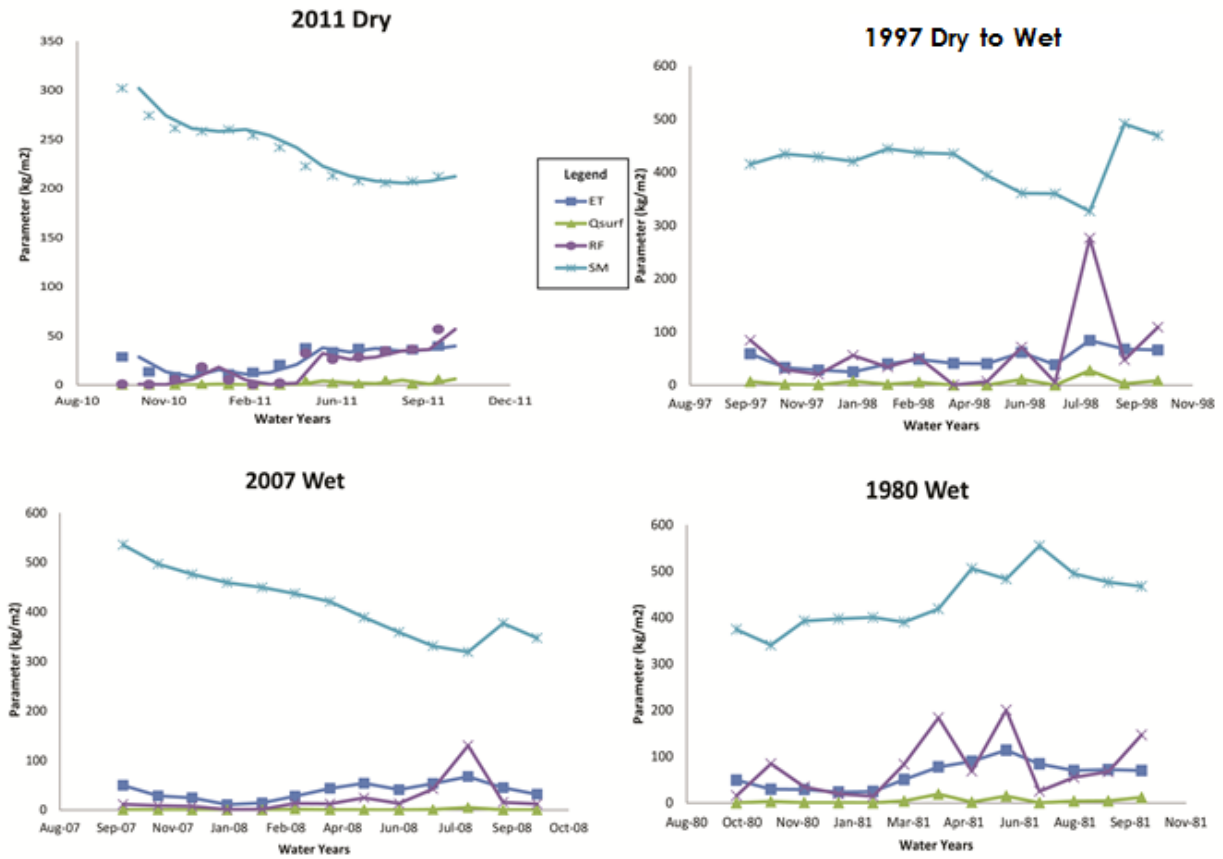 2011 Dry
350
300
250
200
150
100
50
0
Parameter (kg/m2)
Aug-10 Nov-10 Feb-11 Jun-11 Sep-11 Dec-11
Water Years
Legend
ET
Qsurf
RF
SM
1997 Dry to Wet
600
500
400
300
200
100
0
Parameter (kg/m2)
Aug-97 Sep-97 Nov-97 Jan-98 Feb-98 Apr-98 Jun-98 Jul-98 Sep-98 Nov-98
Water Years
2007 Wet
600
500
400
300
200
100
0
Parameter (kg/m2)
Aug-07 Sep-07 Nov-07 Jan-08 Feb-08 Apr-08 Jun-08 Jul-08 Sep-08 Oct-08
Water Years
1980 Wet
600
500
400
300
200
100
0
Parameter (kg/m2)
Aug-80 Oct-80 Nov-80 Jan-81 Mar-81 Apr-81 Jun-81 Aug-81 Sep-81 Nov-81
Water Years